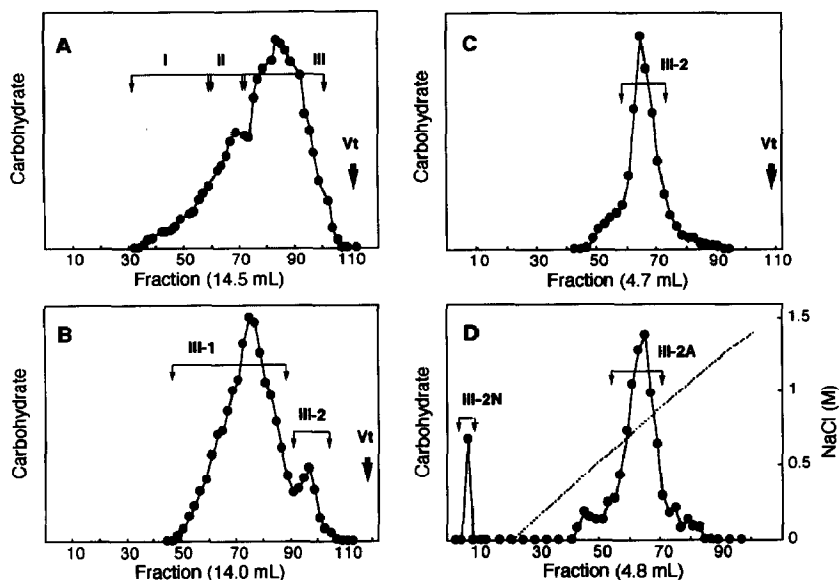 A
I
II
III
Vt
Carbohydrate
10 30 50 70 90 112
Fraction (14.5 mL)
C
III-2
Vt
Carbohydrate
10 30 50 70 90 110
Fraction (4.7 mL)
B
III-1
III-2
Vt
Carbohydrate
10 30 50 70 90 110
Fraction (14.0 mL)
D
III-2N
III-2A
Carbohydrate
10 30 50 70 90
Fraction (4.8 mL)
1.5
1
0.5
0
NaCl (M)